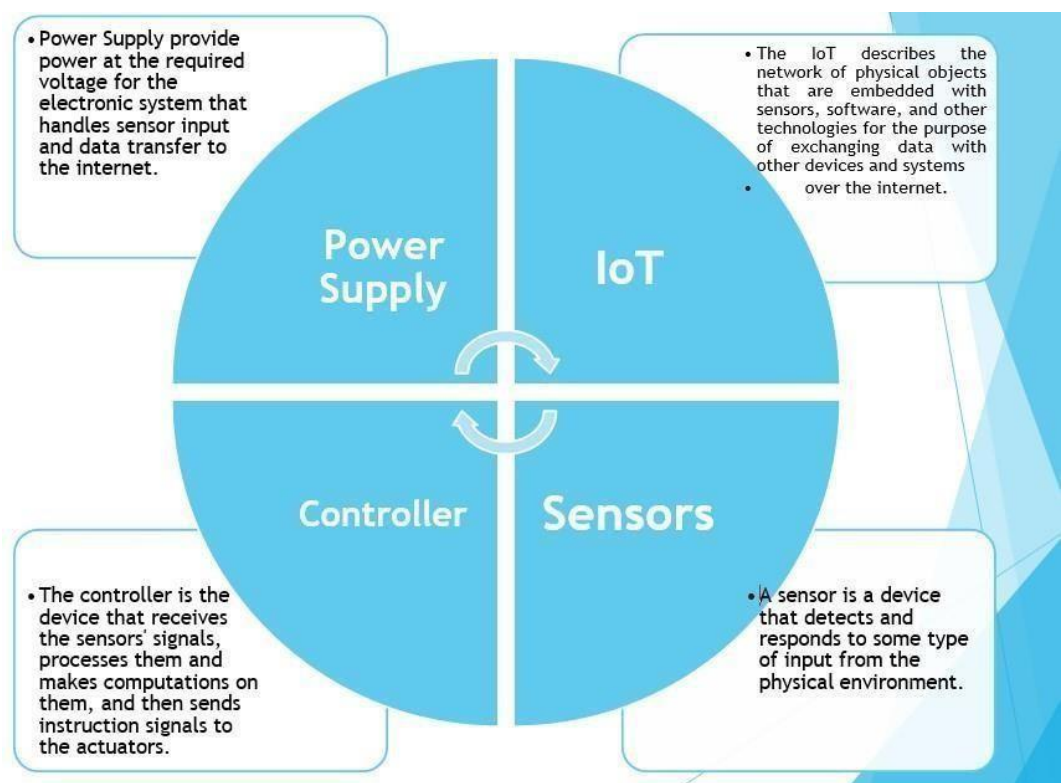 • Power Supply provide
power at the required
voltage for the
electronic system that
handles sensor input
and data transfer to
the internet.
• The IoT describes the
network of physical objects
that are embedded with
sensors, software, and other
technologies for the purpose
of exchanging data with
other devices and systems
• over the internet.
Power
Supply
IoT
Controller
Sensors
• The controller is the
device that receives
the sensors' signals,
processes them and
makes computations on
them, and then sends
instruction signals to
the actuators.
• A sensor is a device
that detects and
responds to some type
of input from the
physical environment.